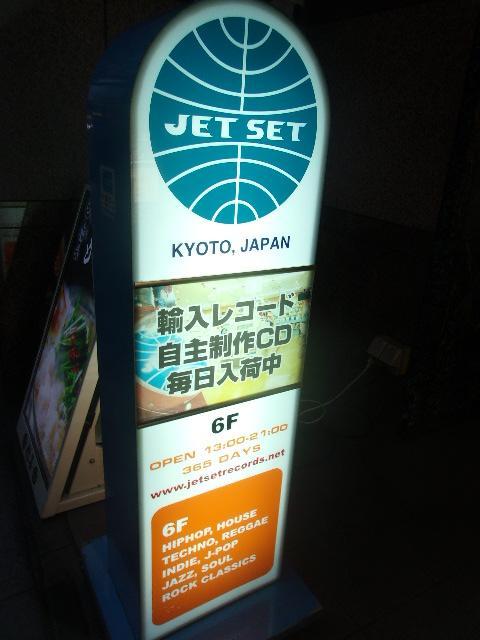 JET SET
KYOTO, JAPAN
輸入レコード
自主制作CD
毎日入荷中
6F
OPEN 13:00-21:00
365 DAYS
www.jetsetrecords.net
6F
HIPHOP, HOUSE
TECHNO, REGGAE
INDIE, J-POP
JAZZ, SOUL
ROCK CLASSICS